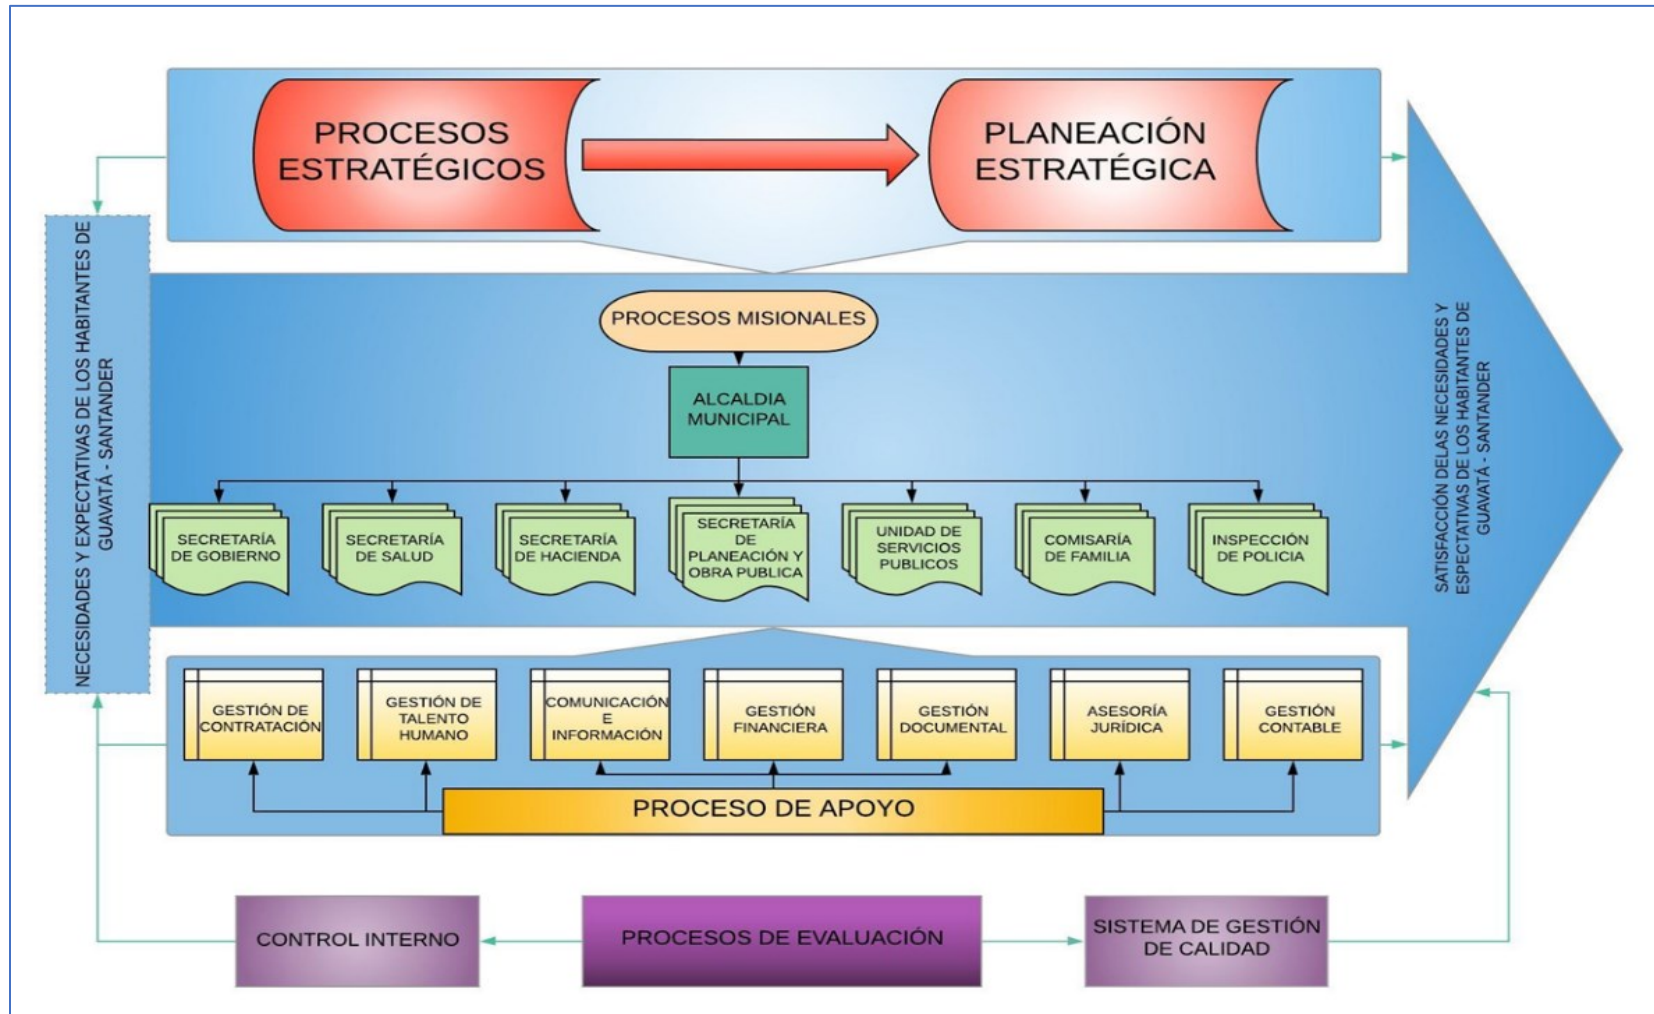 PROCESOS
ESTRATÉGICOS
PLANEACIÓN
ESTRATÉGICA
NECESIDADES Y EXPECTATIVAS DE LOS HABITANTES DE
GUAVATÁ - SANTANDER
PROCESOS MISIONALES
ALCALDIA
MUNICIPAL
SECRETARÍA
DE GOBIERNO
SECRETARÍA
DE SALUD
SECRETARÍA
DE HACIENDA
SECRETARÍA
DE
PLANEACIÓN Y
OBRA PUBLICA
UNIDAD DE
SERVICIOS
PUBLICOS
COMISARÍA
DE FAMILIA
INSPECCIÓN
DE POLICIA
SATISFACCIÓN DELAS NECESIDADES Y
ESPECTATIVAS DE LOS HABITANTES DE
GUAVATÁ - SANTANDER
GESTIÓN DE
CONTRATACIÓN
GESTIÓN DE
TALENTO
HUMANO
COMUNICACIÓN
E
INFORMACIÓN
GESTIÓN
FINANCIERA
GESTIÓN
DOCUMENTAL
ASESORÍA
JURÍDICA
GESTIÓN
CONTABLE
PROCESO DE APOYO
CONTROL INTERNO
PROCESOS DE EVALUACIÓN
SISTEMA DE GESTIÓN
DE CALIDAD